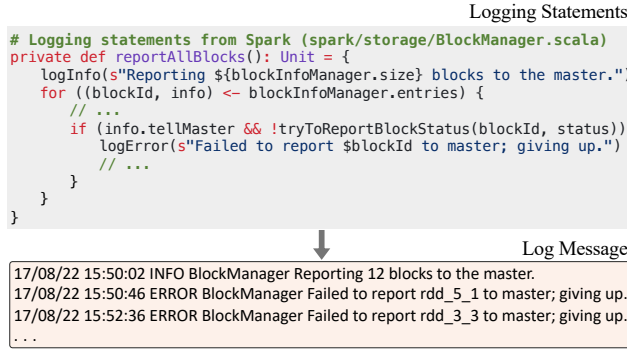 Logging Statements
# Logging statements from Spark (spark/storage/BlockManager.scala)
private def reportAllBlocks(): Unit = {
logInfo(s"Reporting ${blockInfoManager.size} blocks to the master.")
for ((blockId, info) <- blockInfoManager.entries) {
// ...
if (info.tellMaster && !tryToReportBlockStatus(blockId, status))
logError(s"Failed to report $blockId to master; giving up.")
// ...
}
}
}
Log Message
17/08/22 15:50:02 INFO BlockManager Reporting 12 blocks to the master.
17/08/22 15:50:46 ERROR BlockManager Failed to report rdd_5_1 to master; giving up.
17/08/22 15:52:36 ERROR BlockManager Failed to report rdd_3_3 to master; giving up.
. . .